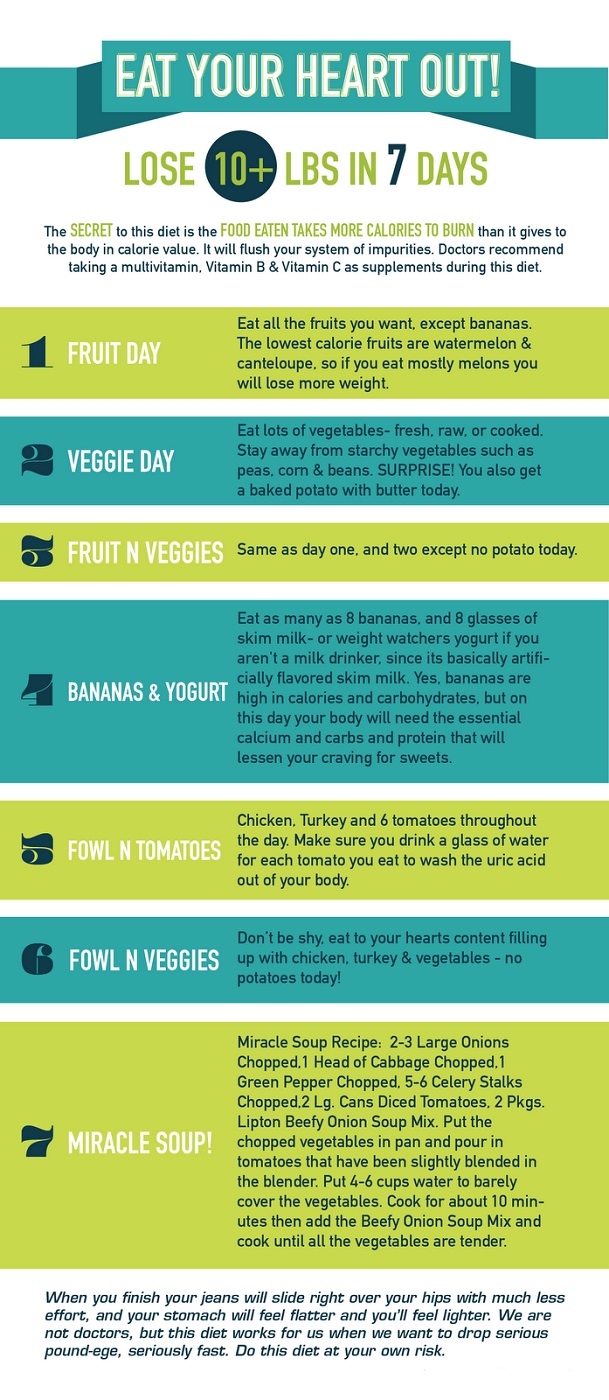 EAT YOUR HEART OUT!
LOSE 10+ LBS IN 7 DAYS
The SECRET to this diet is the FOOD EATEN TAKES MORE CALORIES TO BURN than it gives to
the body in calorie value. It will flush your system of impurities. Doctors recommend
taking a multivitamin, Vitamin B & Vitamin C as supplements during this diet.
1 FRUIT DAY
Eat all the fruits you want, except bananas.
The lowest calorie fruits are watermelon &
canteloupe, so if you eat mostly melons you
will lose more weight.
2 VEGGIE DAY
Eat lots of vegetables- fresh, raw, or cooked.
Stay away from starchy vegetables such as
peas, corn & beans. SURPRISE! You also get
a baked potato with butter today.
3 FRUIT N VEGGIES
Same as day one, and two except no potato today.
4 BANANAS & YOGURT
Eat as many as 8 bananas, and 8 glasses of
skim milk- or weight watchers yogurt if you
aren't a milk drinker, since its basically artifi-
cially flavored skim milk. Yes, bananas are
high in calories and carbohydrates, but on
this day your body will need the essential
calcium and carbs and protein that will
lessen your craving for sweets.
5 FOWL N TOMATOES
Chicken, Turkey and 6 tomatoes throughout
the day. Make sure you drink a glass of water
for each tomato you eat to wash the uric acid
out of your body.
6 FOWL N VEGGIES
Don't be shy, eat to your hearts content filling
up with chicken, turkey & vegetables - no
potatoes today!
7 MIRACLE SOUP!
Miracle Soup Recipe: 2-3 Large Onions
Chopped,1 Head of Cabbage Chopped,1
Green Pepper Chopped, 5-6 Celery Stalks
Chopped,2 Lg. Cans Diced Tomatoes, 2 Pkgs.
Lipton Beefy Onion Soup Mix. Put the
chopped vegetables in pan and pour in
tomatoes that have been slightly blended in
the blender. Put 4-6 cups water to barely
cover the vegetables. Cook for about 10 min-
utes then add the Beefy Onion Soup Mix and
cook until all the vegetables are tender.
When you finish your jeans will slide right over your hips with much less
effort, and your stomach will feel flatter and you'll feel lighter. We are
not doctors, but this diet works for us when we want to drop serious
pound-ege, seriously fast. Do this diet at your own risk.